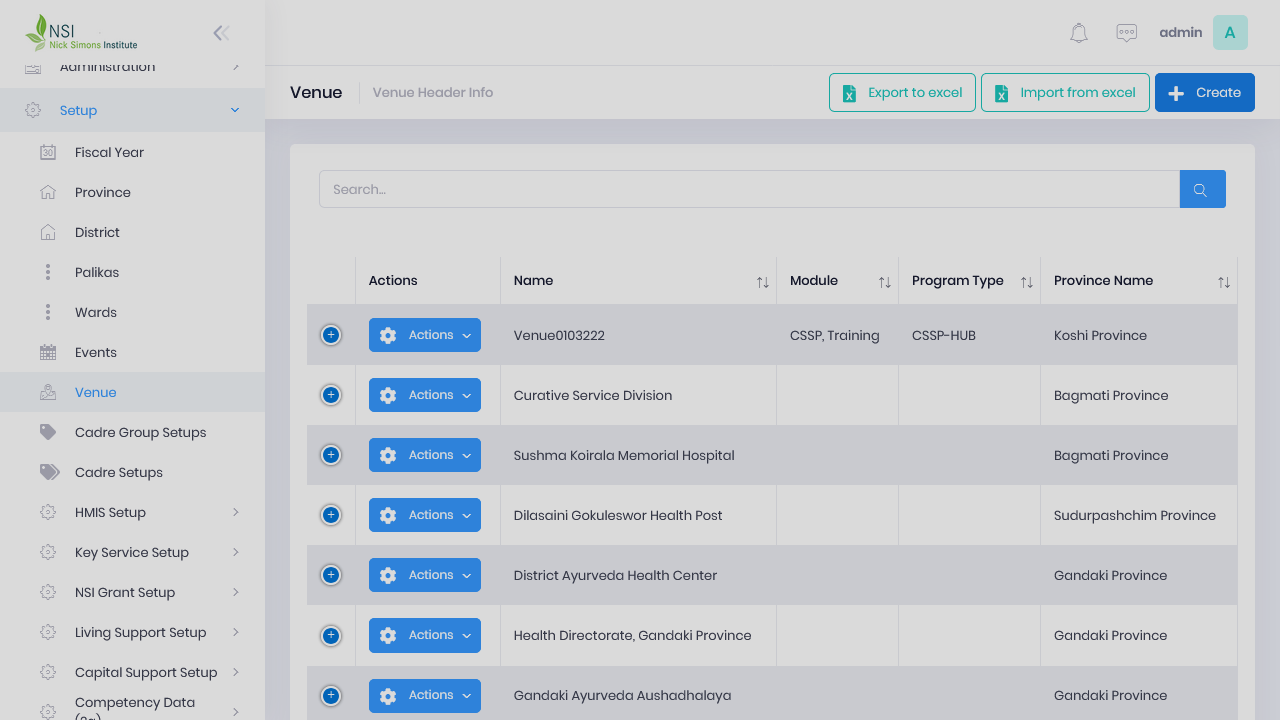 NSI
Nick Simons Institute
admin
A
Administration
Setup
Fiscal Year
Province
District
Palikas
Wards
Events
Venue
Cadre Group Setups
Cadre Setups
HMIS Setup
Key Service Setup
NSI Grant Setup
Living Support Setup
Capital Support Setup
Competency Data
Venue
Venue Header Info
Export to excel
Import from excel
Create
Search...
Actions Name Module Program Type Province Name
Actions Venue0103222 CSSP, Training CSSP-HUB Koshi Province
Actions Curative Service Division Bagmati Province
Actions Sushma Koirala Memorial Hospital Bagmati Province
Actions Dilasaini Gokuleswor Health Post Sudurpashchim Province
Actions District Ayurveda Health Center Gandaki Province
Actions Health Directorate, Gandaki Province Gandaki Province
Actions Gandaki Ayurveda Aushadhalaya Gandaki Province